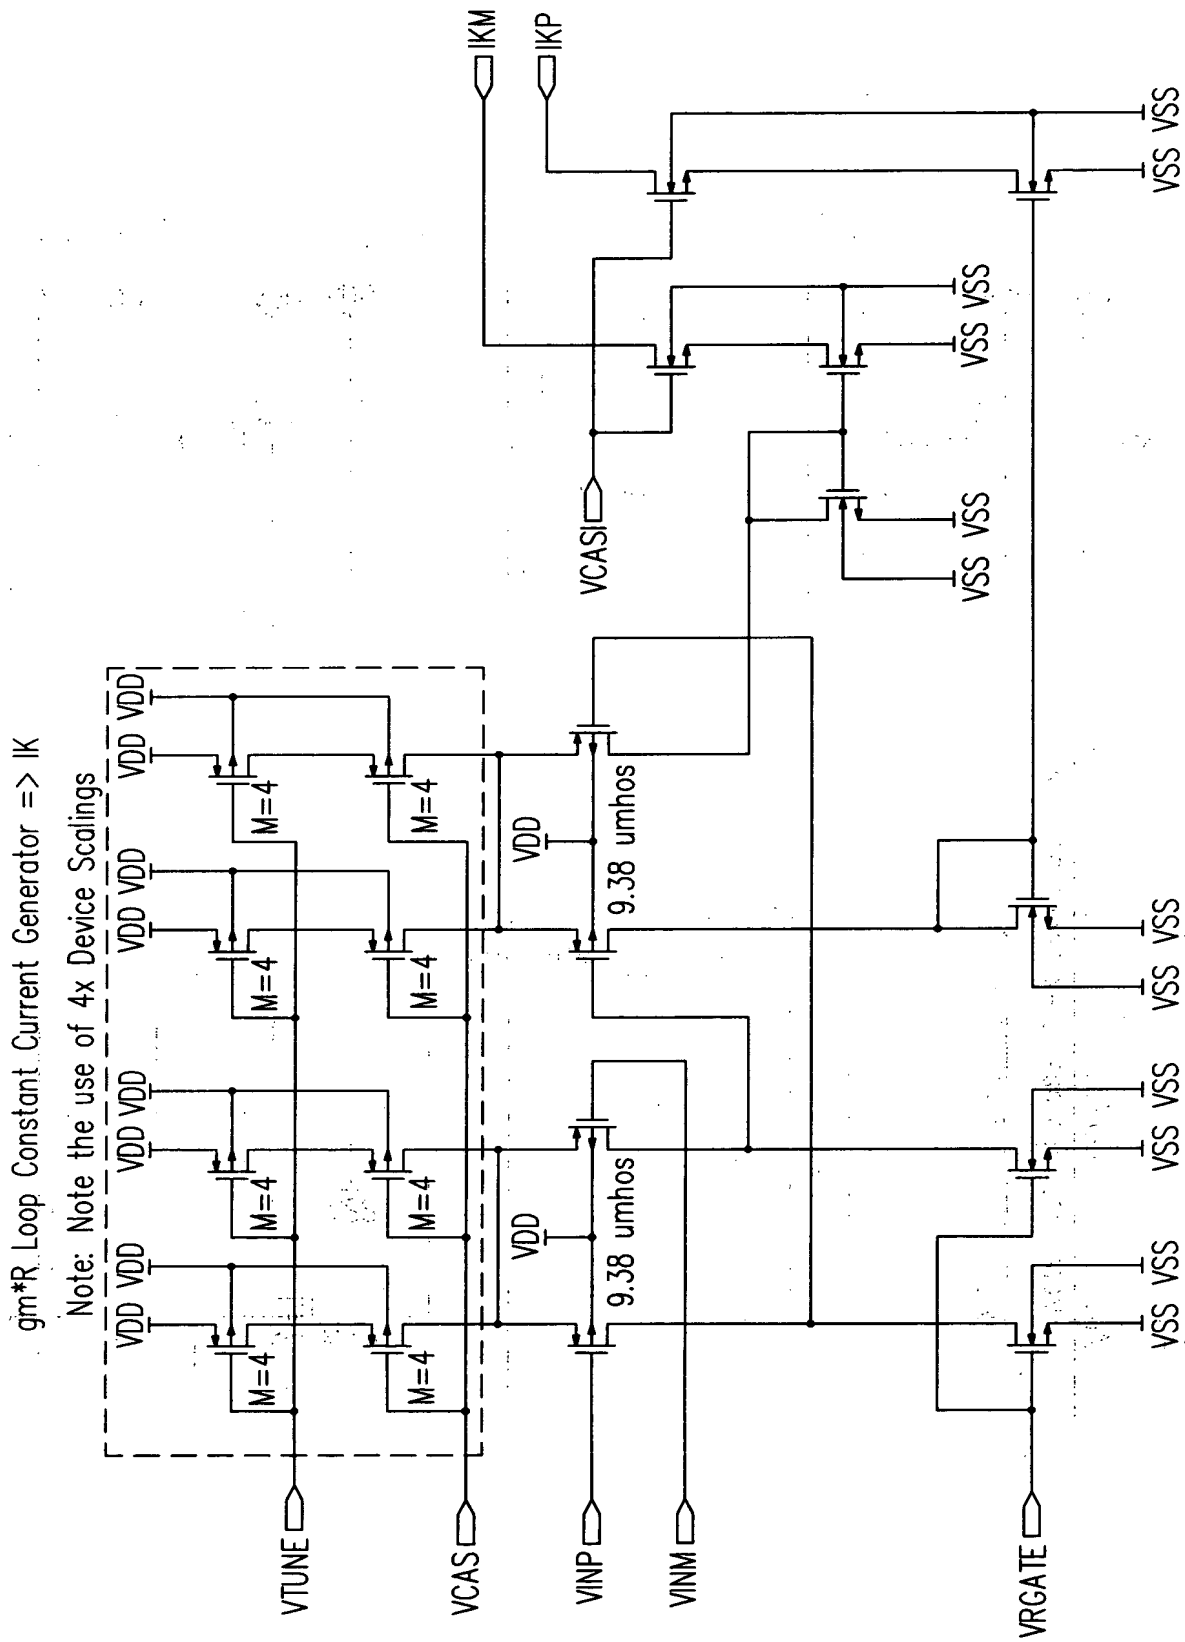 gm*R Loop Constant Current Generator => IK
Note: Note the use of 4x Device Scalings
VDD VDD VDD VDD VDD VDD VDD VDD
M=4 M=4 M=4 M=4
M=4 M=4 M=4 M=4
VTUNE
VCAS
VDD VDD
9.38 umhos 9.38 umhos
VINP
VINM
VRGATE
VCASI
IKM
IKP
VSS VSS VSS VSS
VSS VSS VSS VSS VSS VSS VSS VSS